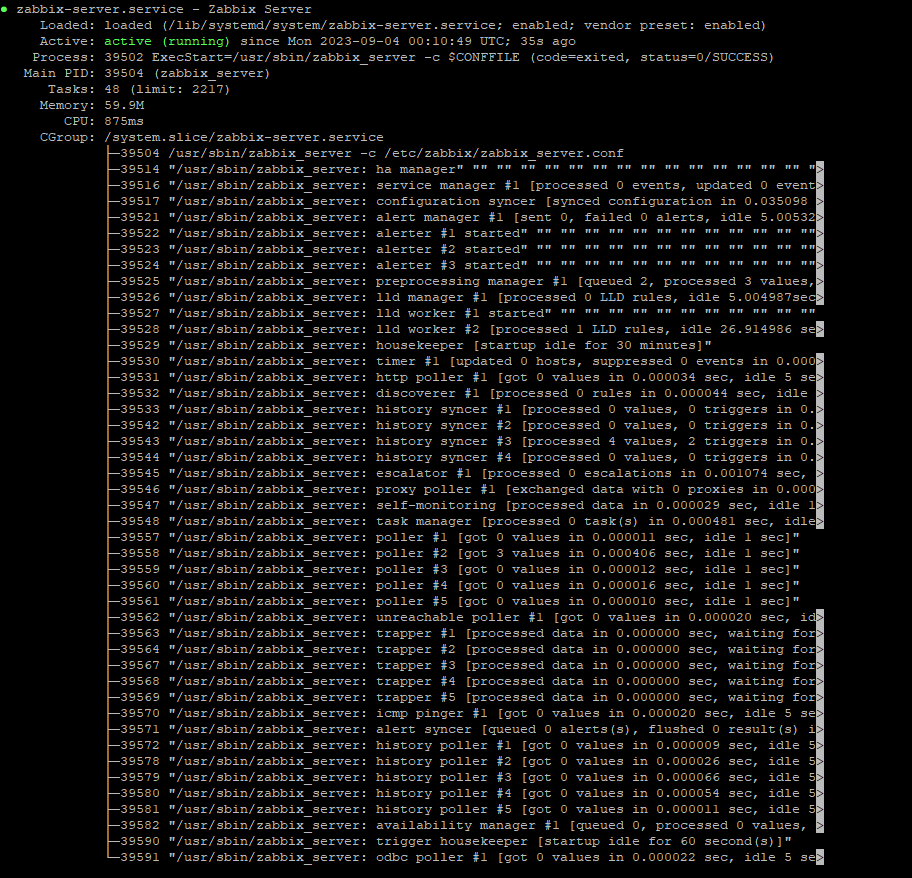 ● zabbix-server.service - Zabbix Server
Loaded: loaded (/lib/systemd/system/zabbix-server.service; enabled; vendor preset: enabled)
Active: active (running) since Mon 2023-09-04 00:10:49 UTC; 35s ago
Process: 39502 ExecStart=/usr/sbin/zabbix_server -c $CONFFILE (code=exited, status=0/SUCCESS)
Main PID: 39504 (zabbix_server)
Tasks: 48 (limit: 2217)
Memory: 59.9M
CPU: 875ms
CGroup: /system.slice/zabbix-server.service
├─39504 /usr/sbin/zabbix_server -c /etc/zabbix/zabbix_server.conf
├─39514 "/usr/sbin/zabbix_server: ha manager" "" "" "" "" "" "" "" "" "" "" "" "" "" "" ">
├─39516 "/usr/sbin/zabbix_server: service manager #1 [processed 0 events, updated 0 event>
├─39517 "/usr/sbin/zabbix_server: configuration syncer [synced configuration in 0.035098 >
├─39521 "/usr/sbin/zabbix_server: alert manager #1 [sent 0, failed 0 alerts, idle 5.00532>
├─39522 "/usr/sbin/zabbix_server: alerter #1 started" "" "" "" "" "" "" "" "" "" "" "" "">
├─39523 "/usr/sbin/zabbix_server: alerter #2 started" "" "" "" "" "" "" "" "" "" "" "" "">
├─39524 "/usr/sbin/zabbix_server: alerter #3 started" "" "" "" "" "" "" "" "" "" "" "" "">
├─39525 "/usr/sbin/zabbix_server: preprocessing manager #1 [queued 2, processed 3 values,>
├─39526 "/usr/sbin/zabbix_server: lld manager #1 [processed 0 LLD rules, idle 5.004987sec>
├─39527 "/usr/sbin/zabbix_server: lld worker #1 started" "" "" "" "" "" "" "" "" "" "" ""
├─39528 "/usr/sbin/zabbix_server: lld worker #2 [processed 1 LLD rules, idle 26.914986 se>
├─39529 "/usr/sbin/zabbix_server: housekeeper [startup idle for 30 minutes]"
├─39530 "/usr/sbin/zabbix_server: timer #1 [updated 0 hosts, suppressed 0 events in 0.000>
├─39531 "/usr/sbin/zabbix_server: http poller #1 [got 0 values in 0.000034 sec, idle 5 se>
├─39532 "/usr/sbin/zabbix_server: discoverer #1 [processed 0 rules in 0.000044 sec, idle >
├─39533 "/usr/sbin/zabbix_server: history syncer #1 [processed 0 values, 0 triggers in 0.>
├─39542 "/usr/sbin/zabbix_server: history syncer #2 [processed 0 values, 0 triggers in 0.>
├─39543 "/usr/sbin/zabbix_server: history syncer #3 [processed 4 values, 2 triggers in 0.>
├─39544 "/usr/sbin/zabbix_server: history syncer #4 [processed 0 values, 0 triggers in 0.>
├─39545 "/usr/sbin/zabbix_server: escalator #1 [processed 0 escalations in 0.001074 sec, >
├─39546 "/usr/sbin/zabbix_server: proxy poller #1 [exchanged data with 0 proxies in 0.000>
├─39547 "/usr/sbin/zabbix_server: self-monitoring [processed data in 0.000029 sec, idle 1>
├─39548 "/usr/sbin/zabbix_server: task manager [processed 0 task(s) in 0.000481 sec, idle>
├─39557 "/usr/sbin/zabbix_server: poller #1 [got 0 values in 0.000011 sec, idle 1 sec]"
├─39558 "/usr/sbin/zabbix_server: poller #2 [got 3 values in 0.000406 sec, idle 1 sec]"
├─39559 "/usr/sbin/zabbix_server: poller #3 [got 0 values in 0.000012 sec, idle 1 sec]"
├─39560 "/usr/sbin/zabbix_server: poller #4 [got 0 values in 0.000016 sec, idle 1 sec]"
├─39561 "/usr/sbin/zabbix_server: poller #5 [got 0 values in 0.000010 sec, idle 1 sec]"
├─39562 "/usr/sbin/zabbix_server: unreachable poller #1 [got 0 values in 0.000020 sec, id>
├─39563 "/usr/sbin/zabbix_server: trapper #1 [processed data in 0.000000 sec, waiting for>
├─39564 "/usr/sbin/zabbix_server: trapper #2 [processed data in 0.000000 sec, waiting for>
├─39567 "/usr/sbin/zabbix_server: trapper #3 [processed data in 0.000000 sec, waiting for>
├─39568 "/usr/sbin/zabbix_server: trapper #4 [processed data in 0.000000 sec, waiting for>
├─39569 "/usr/sbin/zabbix_server: trapper #5 [processed data in 0.000000 sec, waiting for>
├─39570 "/usr/sbin/zabbix_server: icmp pinger #1 [got 0 values in 0.000020 sec, idle 5 se>
├─39571 "/usr/sbin/zabbix_server: alert syncer [queued 0 alerts(s), flushed 0 result(s) i>
├─39572 "/usr/sbin/zabbix_server: history poller #1 [got 0 values in 0.000009 sec, idle 5>
├─39578 "/usr/sbin/zabbix_server: history poller #2 [got 0 values in 0.000026 sec, idle 5>
├─39579 "/usr/sbin/zabbix_server: history poller #3 [got 0 values in 0.000066 sec, idle 5>
├─39580 "/usr/sbin/zabbix_server: history poller #4 [got 0 values in 0.000054 sec, idle 5>
├─39581 "/usr/sbin/zabbix_server: history poller #5 [got 0 values in 0.000011 sec, idle 5>
├─39582 "/usr/sbin/zabbix_server: availability manager #1 [queued 0, processed 0 values, >
├─39590 "/usr/sbin/zabbix_server: trigger housekeeper [startup idle for 60 second(s)]"
└─39591 "/usr/sbin/zabbix_server: odbc poller #1 [got 0 values in 0.000022 sec, idle 5 se>